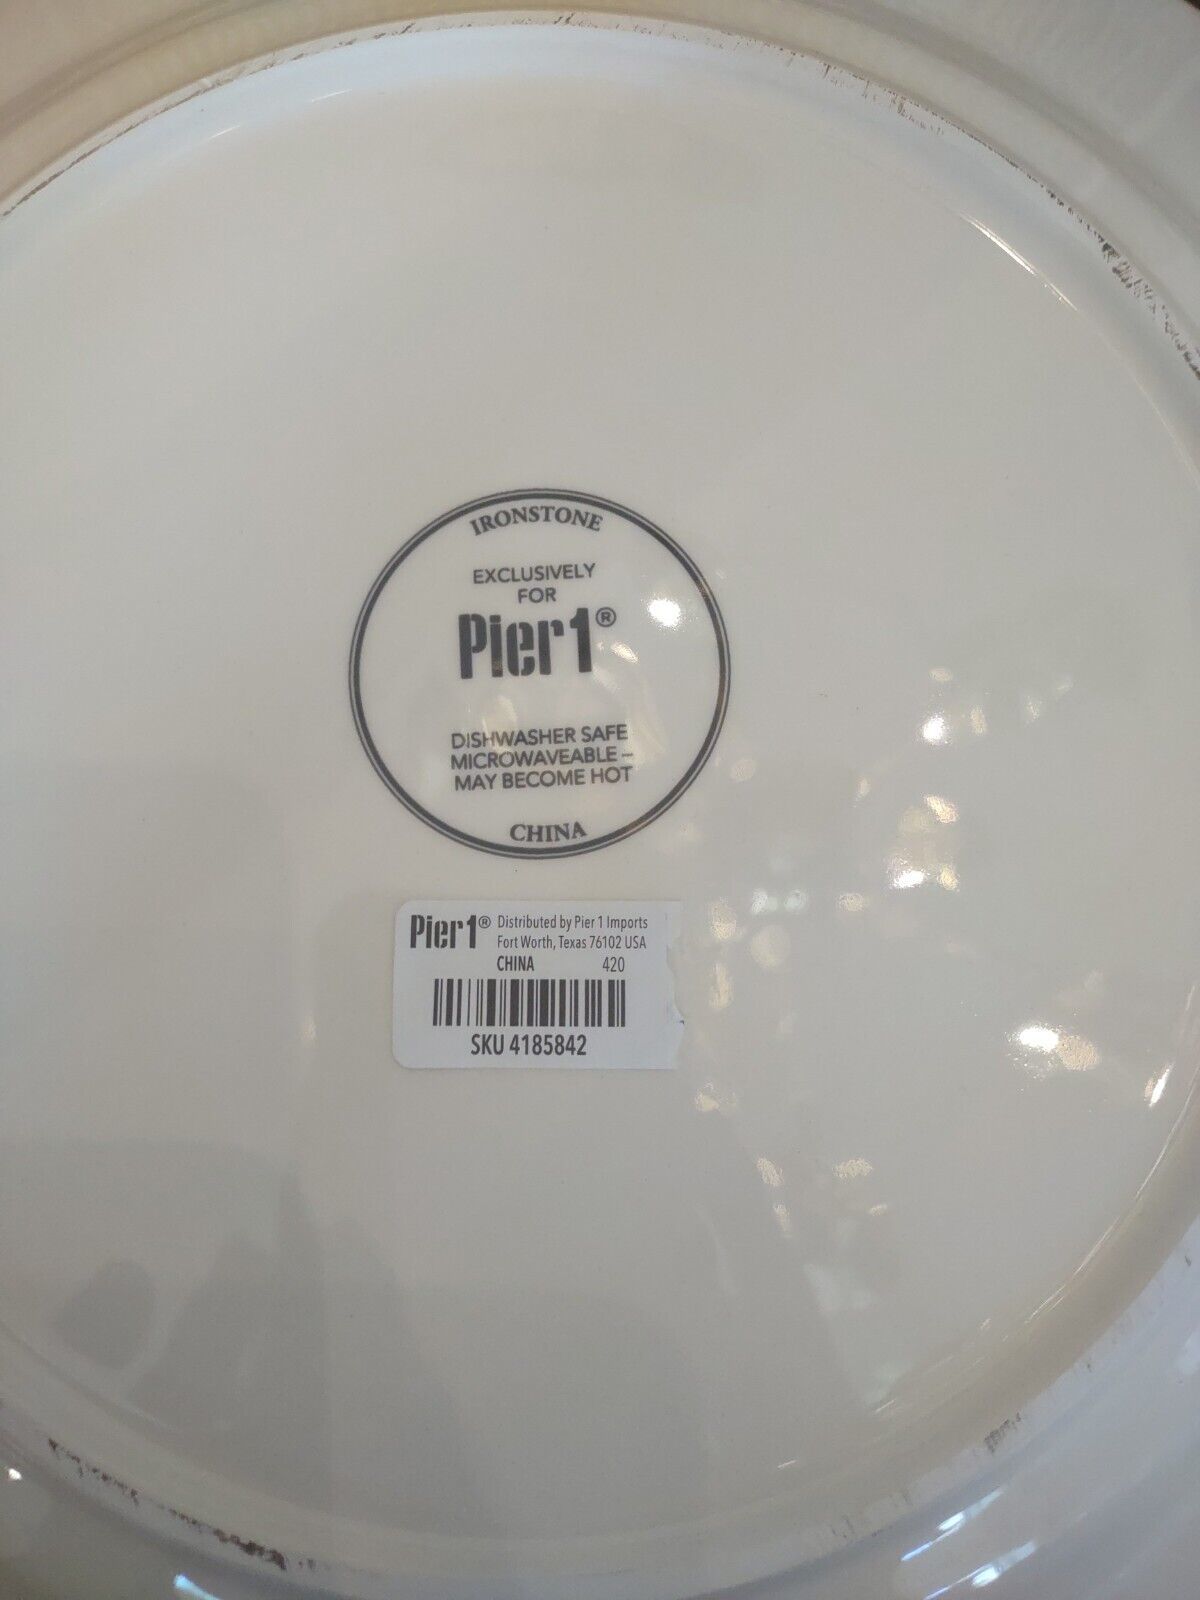 IRONSTONE
EXCLUSIVELY
FOR
Pier1®
DISHWASHER SAFE
MICROWAVEABLE –
MAY BECOME HOT
CHINA
Pier1® Distributed by Pier 1 Imports
Fort Worth, Texas 76102 USA
CHINA 420
SKU 4185842